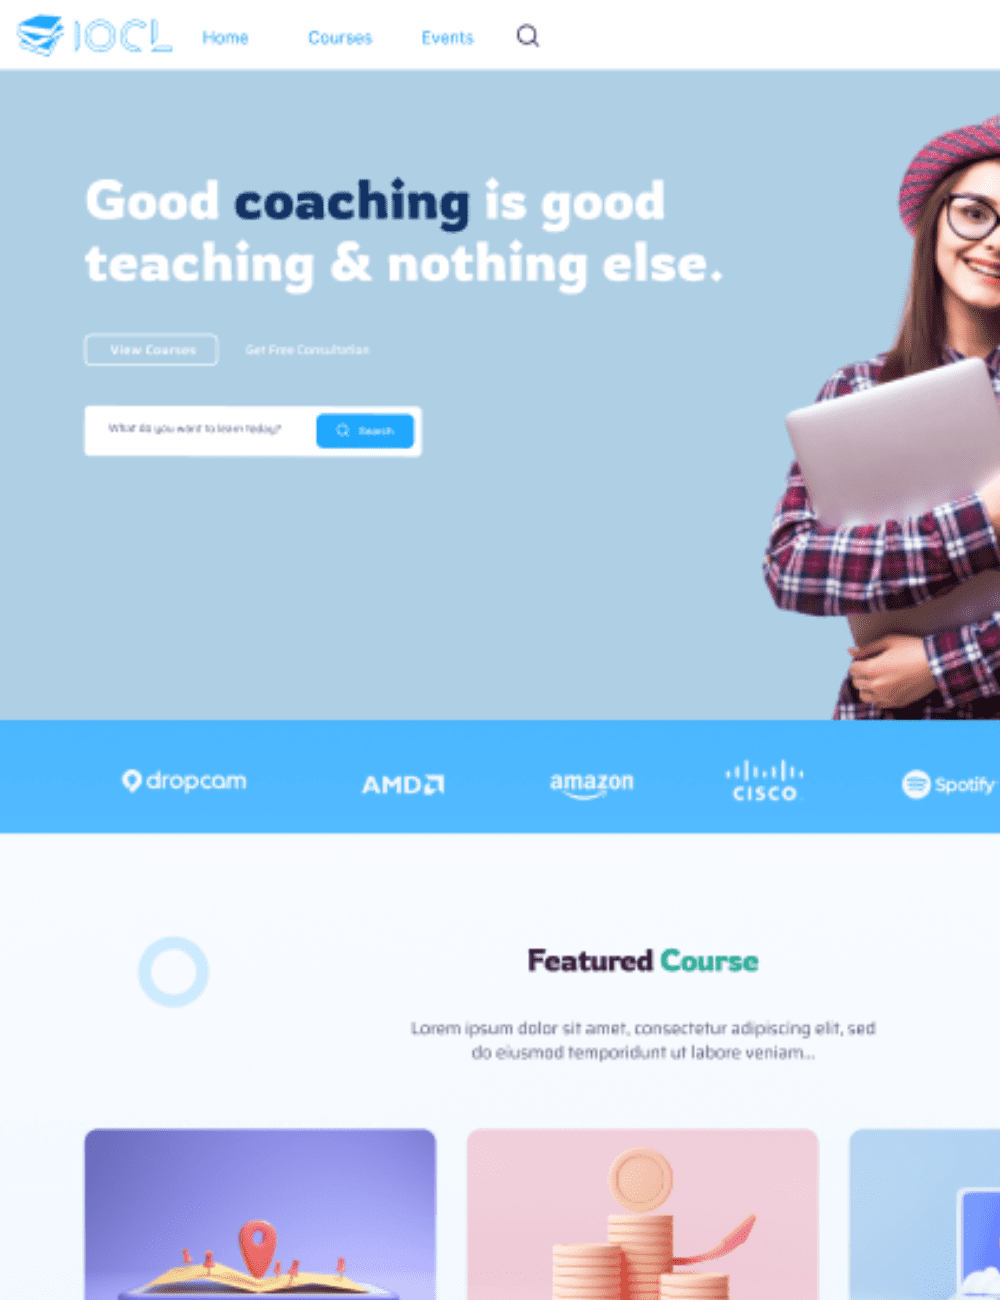 IOCL Home Courses Events
Good coaching is good
teaching & nothing else.
View Courses Get Free Consultation
What do you want to learn today? Search
dropcam AMD amazon CISCO Spotify
Featured Course
Lorem ipsum dolor sit amet, consectetur adipiscing elit, sed
do eiusmod temporidunt ut labore veniam...